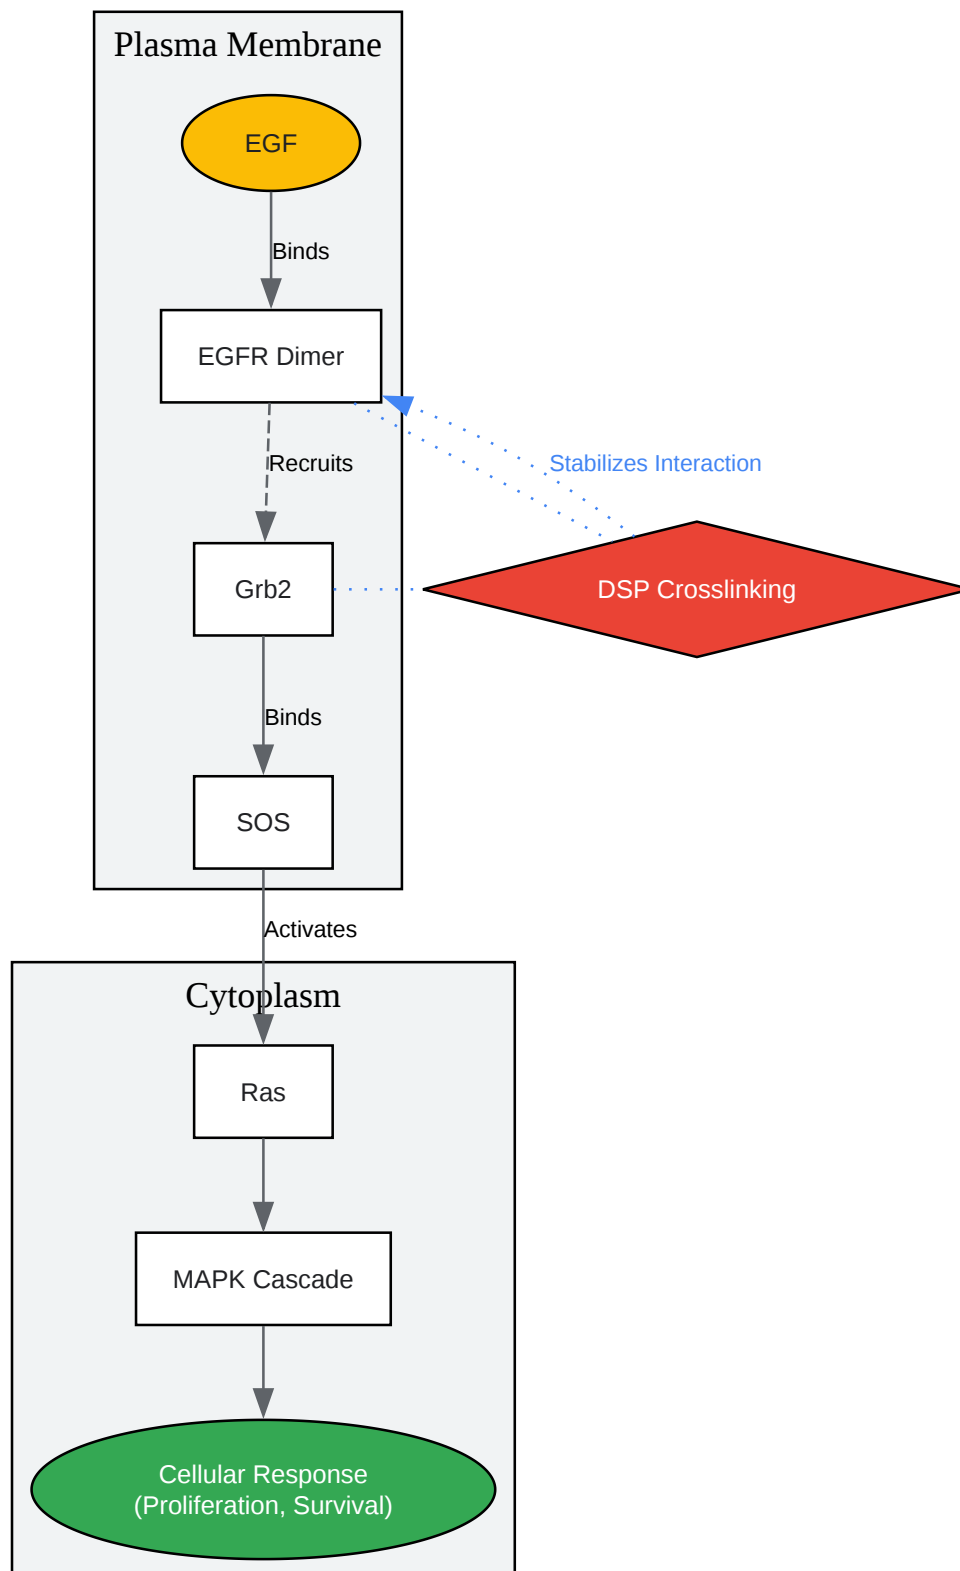 Plasma Membrane
EGF
Binds
EGFR Dimer
Recruits
Stabilizes Interaction
Grb2
DSP Crosslinking
Binds
SOS
Activates
Cytoplasm
Ras
MAPK Cascade
Cellular Response
(Proliferation, Survival)